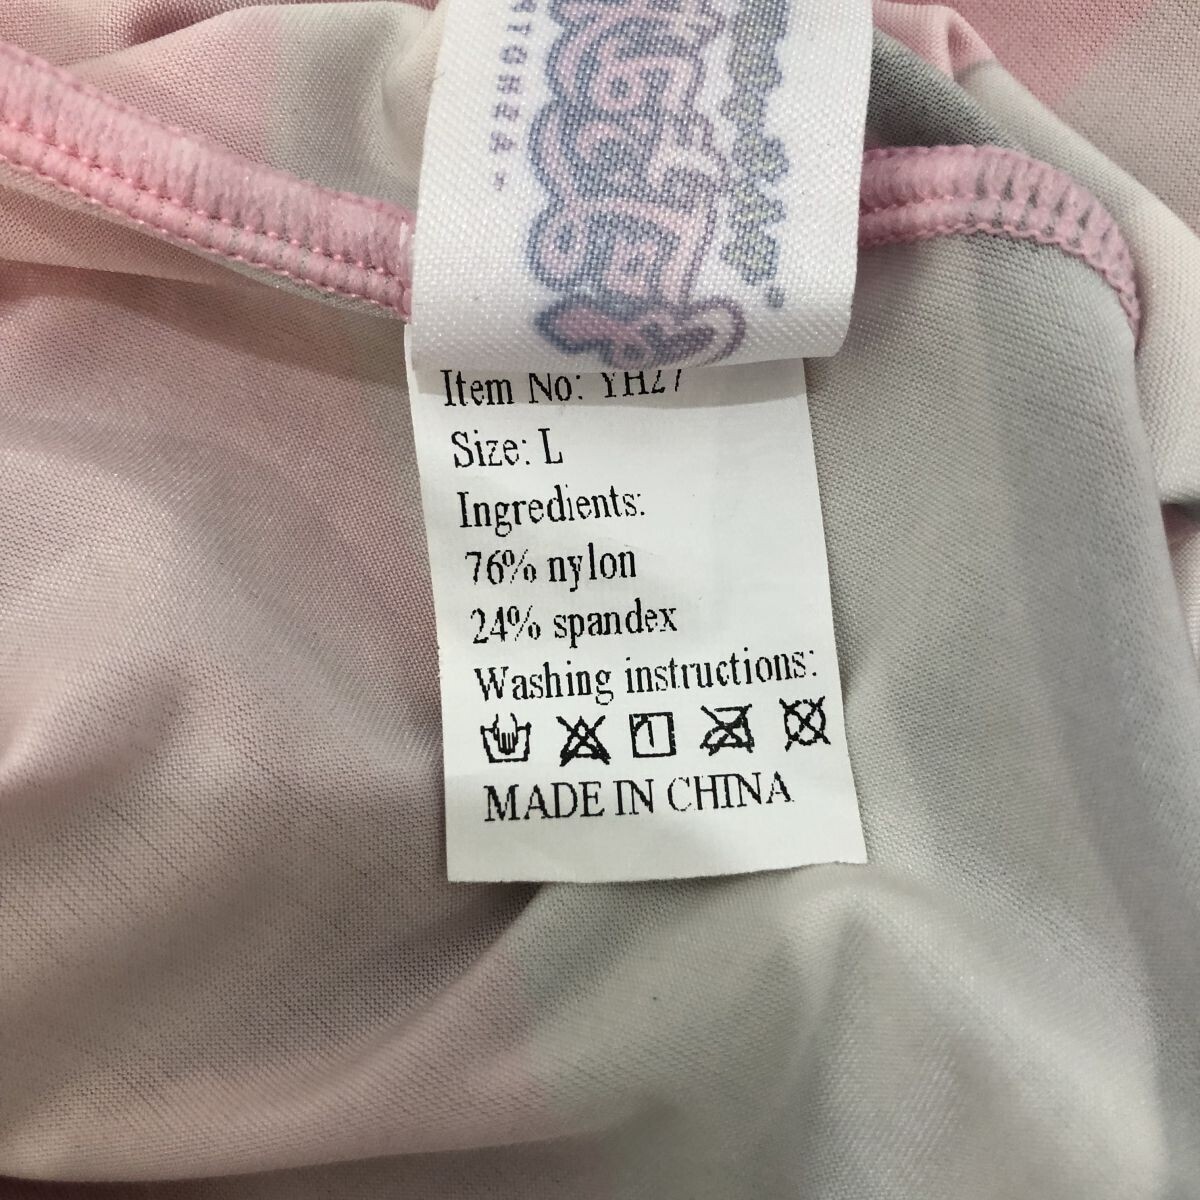 Item No: YH27
Size: L
Ingredients:
76% nylon
24% spandex
Washing instructions:
MADE IN CHINA